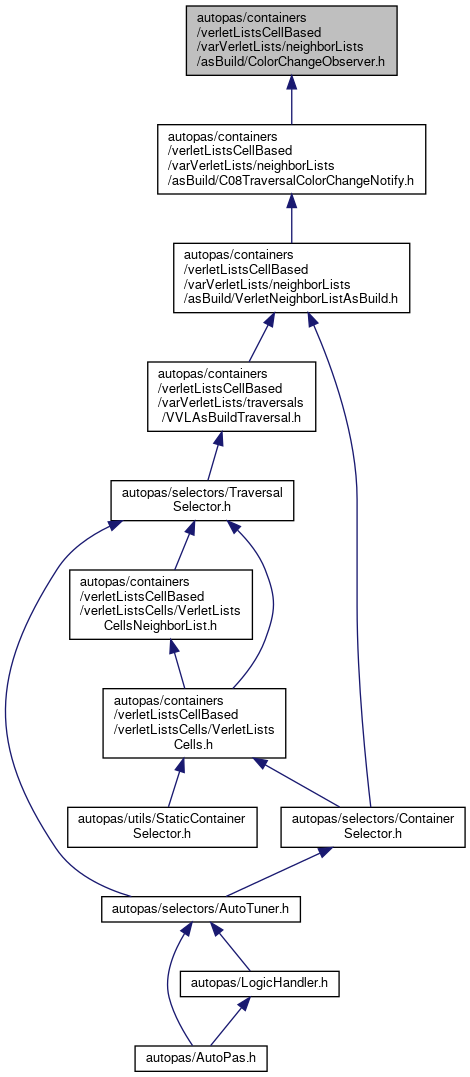 autopas/containers
/verletListsCellBased
/varVerletLists/neighborLists
/asBuild/ColorChangeObserver.h
autopas/containers
/verletListsCellBased
/varVerletLists/neighborLists
/asBuild/C08TraversalColorChangeNotify.h
autopas/containers
/verletListsCellBased
/varVerletLists/neighborLists
/asBuild/VerletNeighborListAsBuild.h
autopas/containers
/verletListsCellBased
/varVerletLists/traversals
/VVLAsBuildTraversal.h
autopas/selectors/Traversal
Selector.h
autopas/containers
/verletListsCellBased
/verletListsCells/VerletLists
CellsNeighborList.h
autopas/containers
/verletListsCellBased
/verletListsCells/VerletLists
Cells.h
autopas/utils/StaticContainer
Selector.h
autopas/selectors/Container
Selector.h
autopas/selectors/AutoTuner.h
autopas/LogicHandler.h
autopas/AutoPas.h